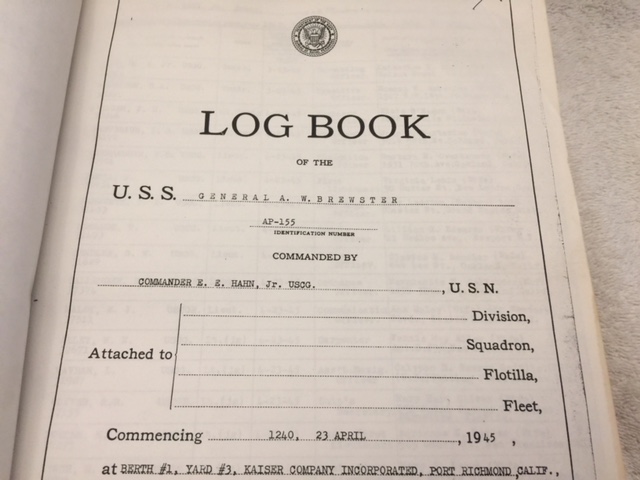 LOG BOOK
OF THE
U. S. S. GENERAL A. W. BREWSTER
AP-155
IDENTIFICATION NUMBER
COMMANDED BY
COMMANDER E. E. HAHN, Jr. USCG. , U. S. N.
Division,
Squadron,
Attached to
Flotilla,
Fleet,
Commencing 1240, 23 APRIL , 1945 ,
at BERTH #1, YARD #3, KAISER COMPANY INCORPORATED, PORT RICHMOND, CALIF.,